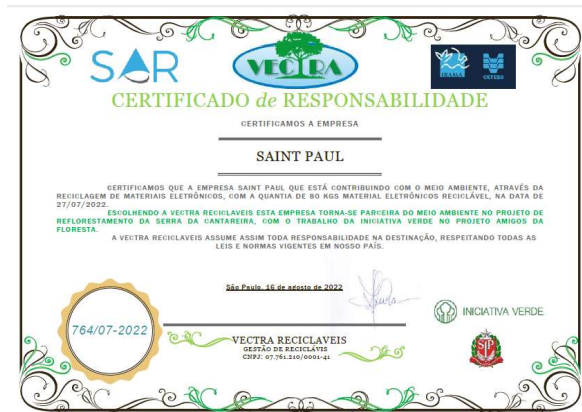 SAR
VECTRA
IBAMA
CETESB
CERTIFICADO de RESPONSABILIDADE
CERTIFICAMOS A EMPRESA
SAINT PAUL
CERTIFICAMOS QUE A EMPRESA SAINT PAUL QUE ESTÁ CONTRIBUINDO COM O MEIO AMBIENTE, ATRAVÉS DA
RECICLAGEM DE MATERIAIS ELETRÔNICOS, COM A QUANTIA DE 80 KGS MATERIAL ELETRÔNICOS RECICLÁVEL, NA DATA DE
27/07/2022.
ESCOLHENDO A VECTRA RECICLAVEIS ESTA EMPRESA TORNA-SE PARCEIRA DO MEIO AMBIENTE NO PROJETO DE
REFLORESTAMENTO DA SERRA DA CANTAREIRA, COM O TRABALHO DA INICIATIVA VERDE NO PROJETO AMIGOS DA
FLORESTA.
A VECTRA RECICLAVEIS ASSUME ASSIM TODA RESPONSABILIDADE NA DESTINAÇÃO, RESPEITANDO TODAS AS
LEIS E NORMAS VIGENTES EM NOSSO PAÍS.
São Paulo, 16 de agosto de 2022
INICIATIVA VERDE
764/07-2022
VECTRA RECICLAVEIS
GESTÃO DE RECICLÁVIS
CNPJ: 07.761.210/0001-41